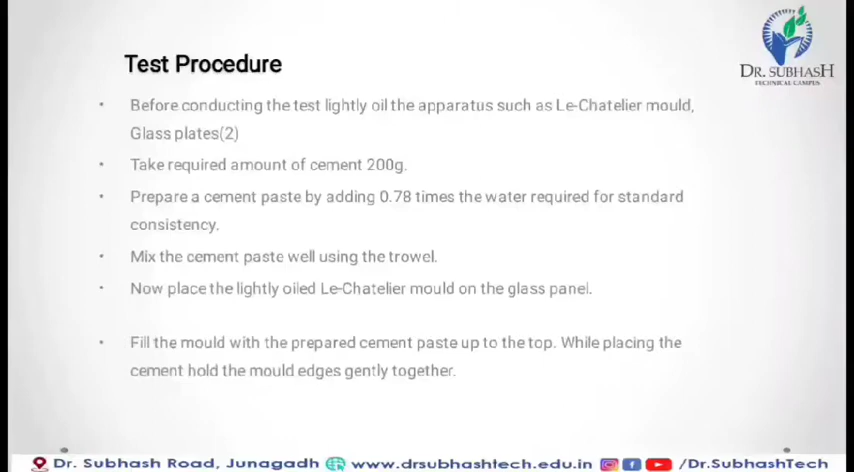 DR. SUBHASH
TECHNICAL CAMPUS
Test Procedure
• Before conducting the test lightly oil the apparatus such as Le-Chatelier mould,
Glass plates(2)
• Take required amount of cement 200g.
• Prepare a cement paste by adding 0.78 times the water required for standard
consistency.
• Mix the cement paste well using the trowel.
• Now place the lightly oiled Le-Chatelier mould on the glass panel.
• Fill the mould with the prepared cement paste up to the top. While placing the
cement hold the mould edges gently together.
Dr. Subhash Road, Junagadh www.drsubhashtech.edu.in /Dr.SubhashTech